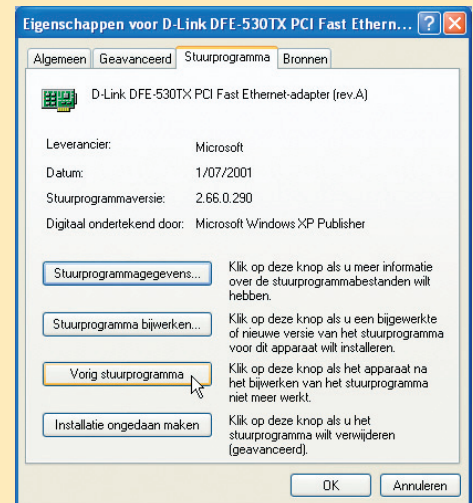 Eigenschappen voor D-Link DFE-530TX PCI Fast Ethern...
Algemeen Geavanceerd Stuurprogramma Bronnen
D-Link DFE-530TX PCI Fast Ethernet-adapter (rev.A)
Leverancier: Microsoft
Datum: 1/07/2001
Stuurprogrammaversie: 2.66.0.290
Digitaal ondertekend door: Microsoft Windows XP Publisher
Stuurprogrammagegevens...
Klik op deze knop als u meer informatie
over de stuurprogrammabestanden wilt
hebben.
Stuurprogramma bijwerken...
Klik op deze knop als u een bijgewerkte
of nieuwe versie van het stuurprogramma
voor dit apparaat wilt installeren.
Vorig stuurprogramma
Klik op deze knop als het apparaat na
het bijwerken van het stuurprogramma
niet meer werkt.
Installatie ongedaan maken
Klik op deze knop als u het
stuurprogramma wilt verwijderen
(geavanceerd).
OK Annuleren